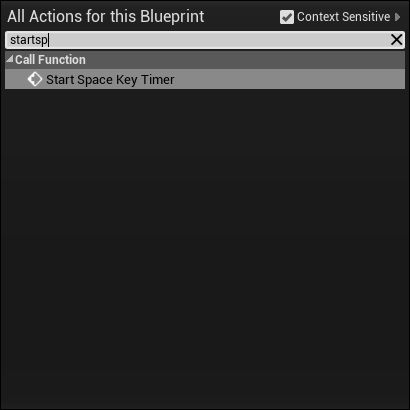 All Actions for this Blueprint Context Sensitive
startsp
Call Function
Start Space Key Timer